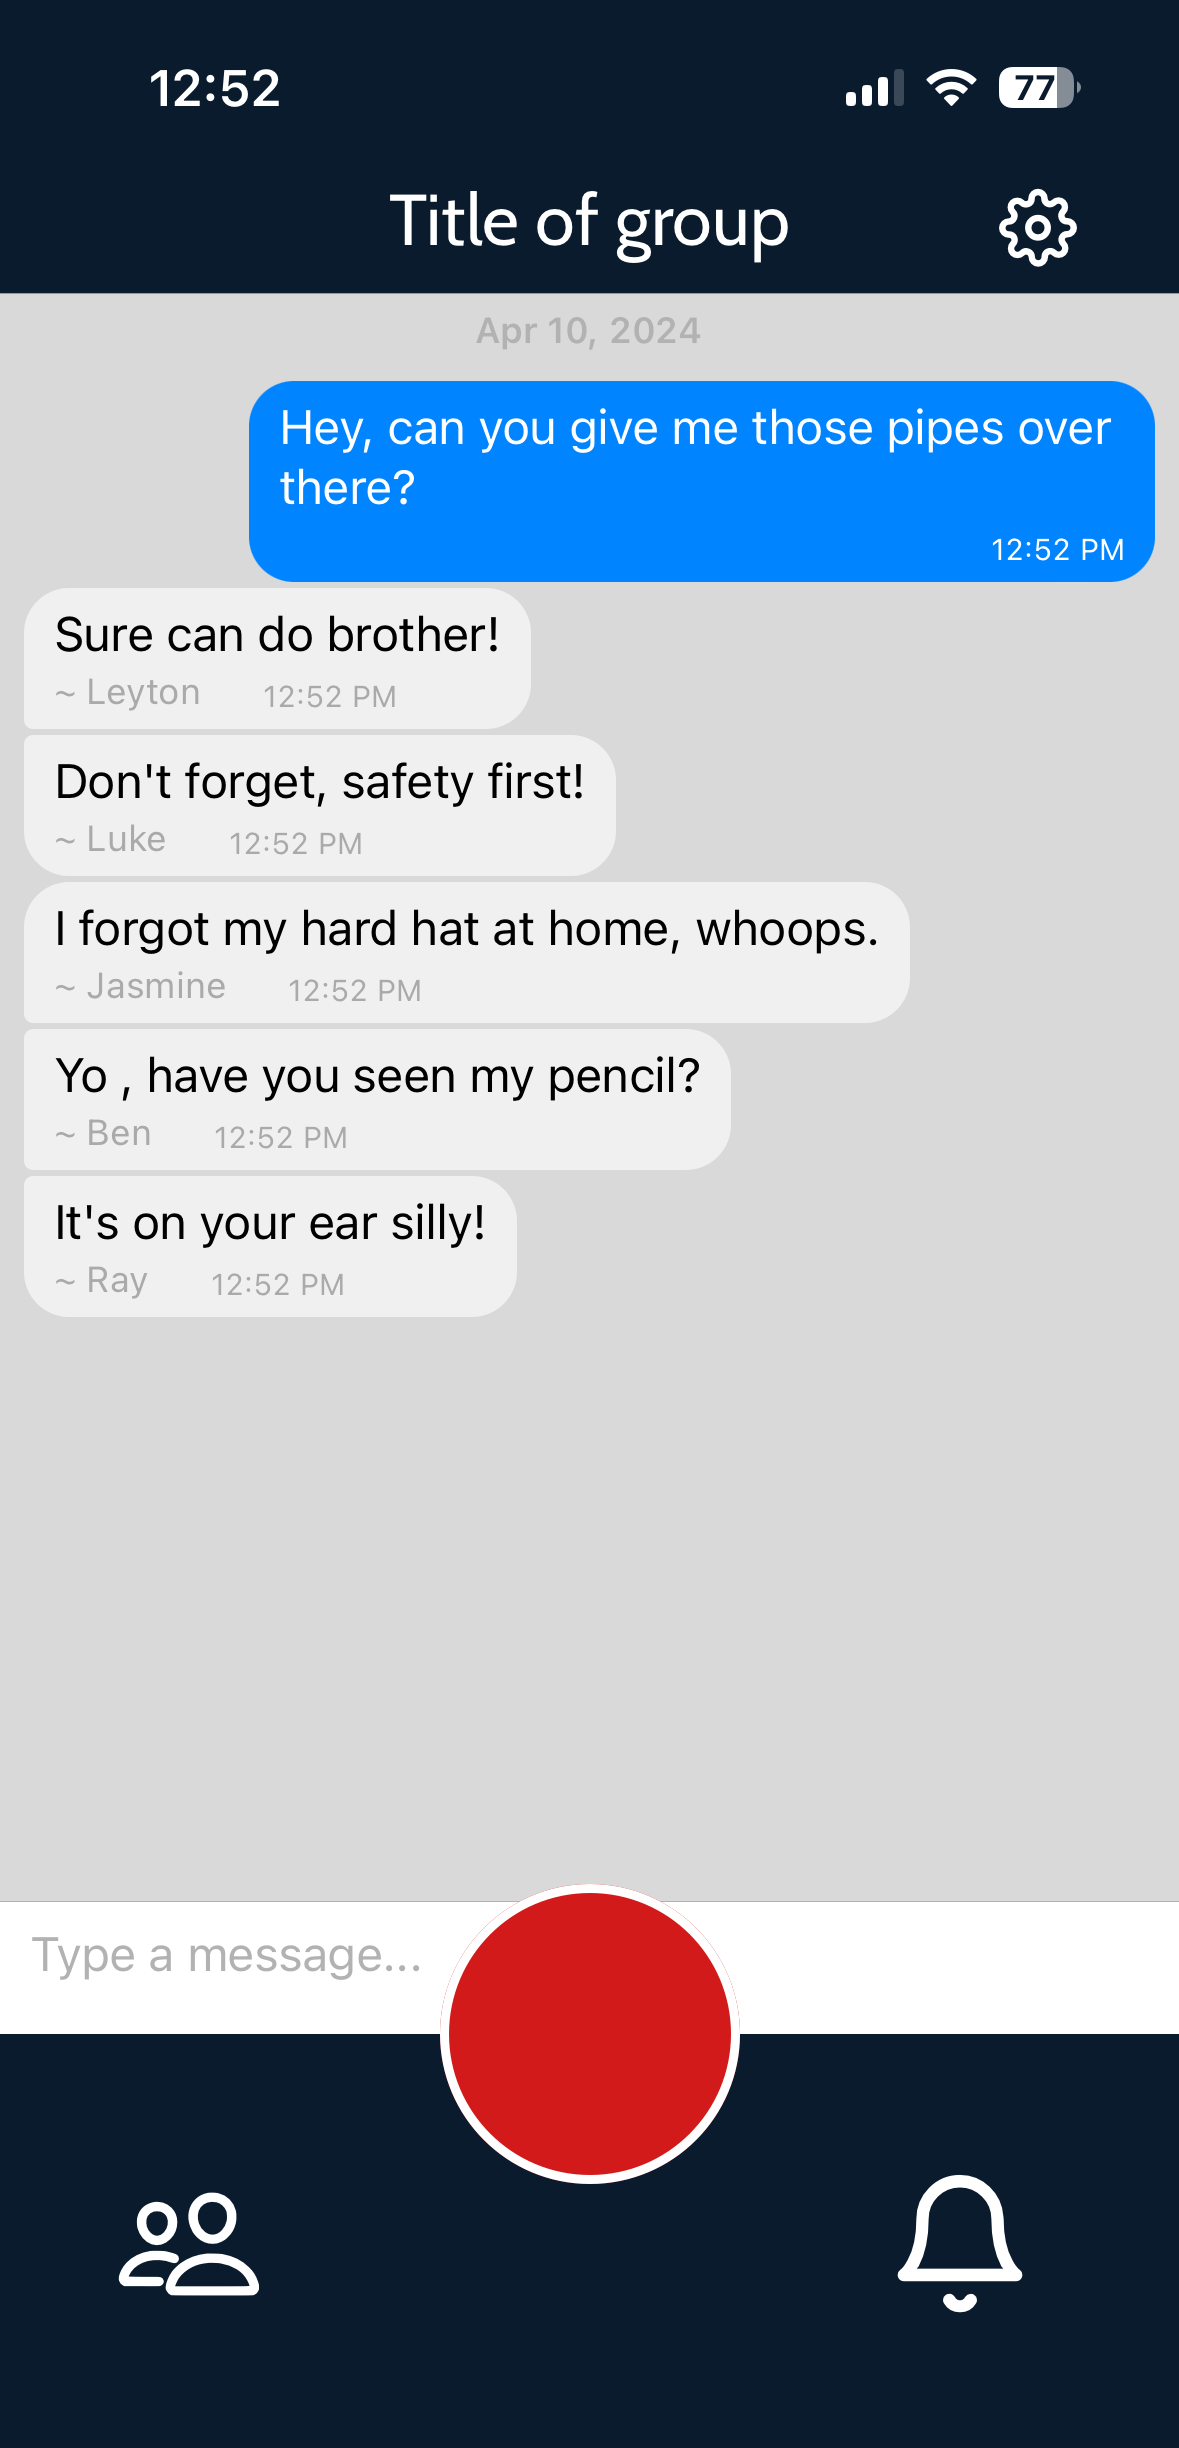 12:52
77
Title of group
Apr 10, 2024
Hey, can you give me those pipes over
there?
12:52 PM
Sure can do brother!
~ Leyton 12:52 PM
Don't forget, safety first!
~ Luke 12:52 PM
I forgot my hard hat at home, whoops.
~ Jasmine 12:52 PM
Yo , have you seen my pencil?
~ Ben 12:52 PM
It's on your ear silly!
~ Ray 12:52 PM
Type a message...